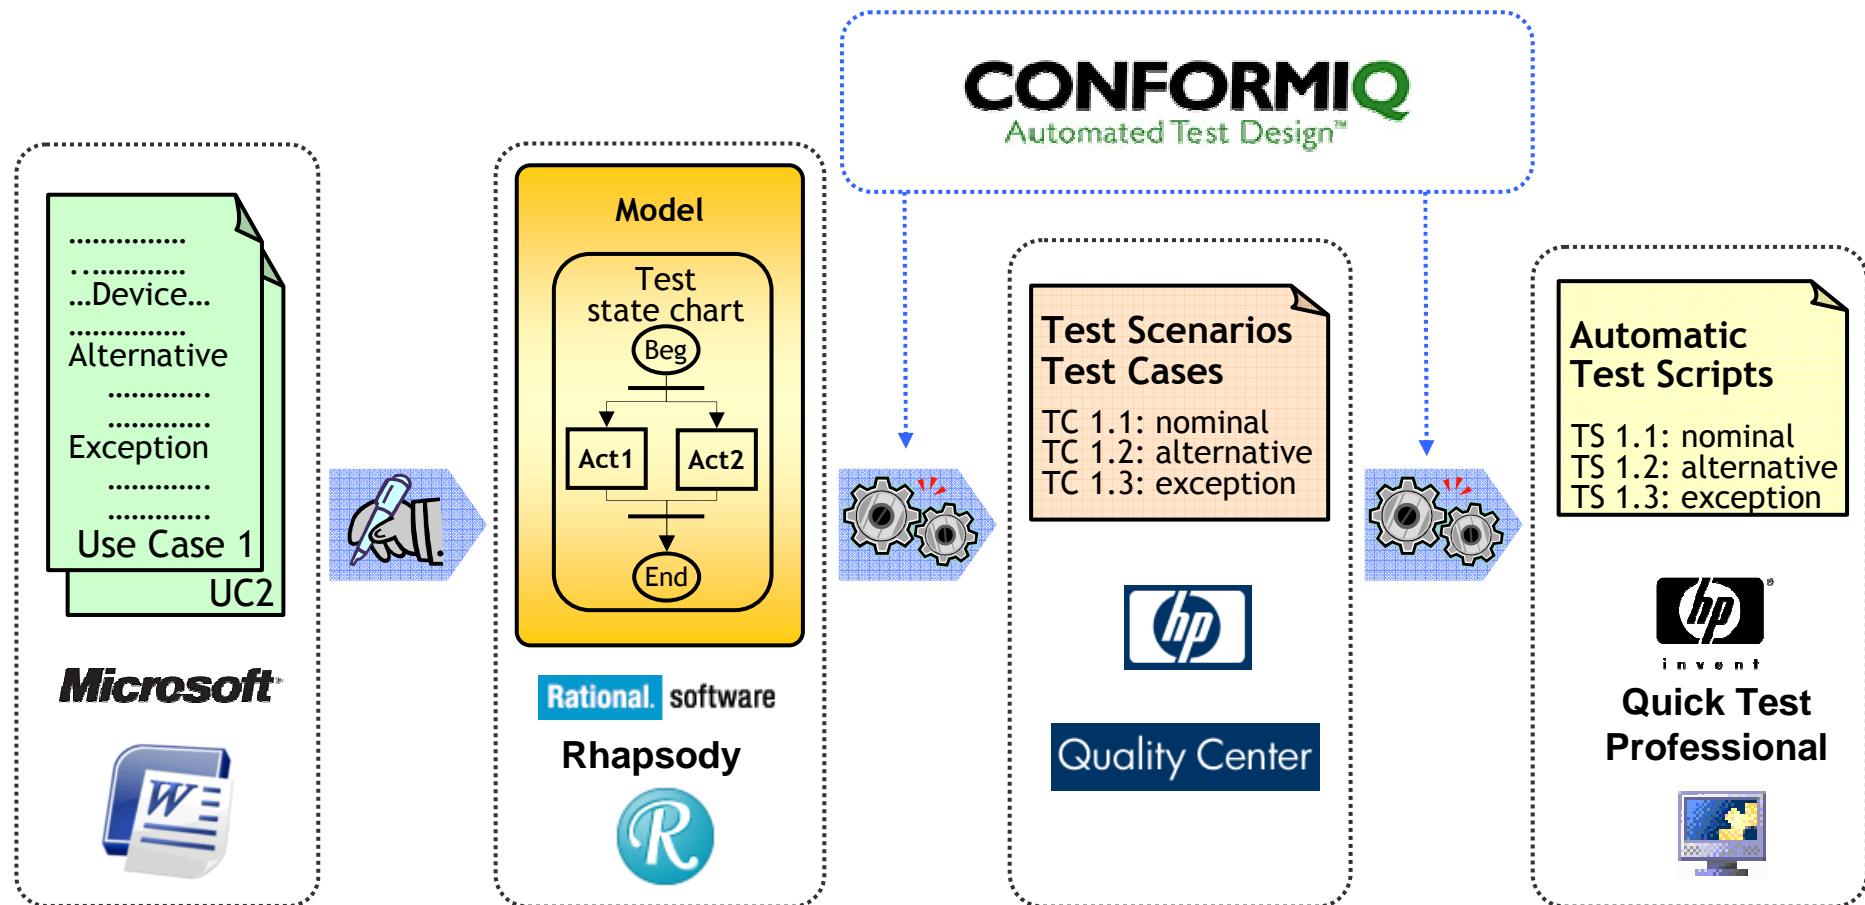 CONFORMIQ
Automated Test Design™
...............
...............
...Device...
...............
Alternative
.............
.............
Exception
.............
.............
Use Case 1
UC2
Microsoft
W
Model
Test
state chart
Beg
Act1
Act2
End
Rational. software
Rhapsody
R
Test Scenarios
Test Cases
TC 1.1: nominal
TC 1.2: alternative
TC 1.3: exception
hp
Quality Center
Automatic
Test Scripts
TS 1.1: nominal
TS 1.2: alternative
TS 1.3: exception
hp®
invent
Quick Test
Professional